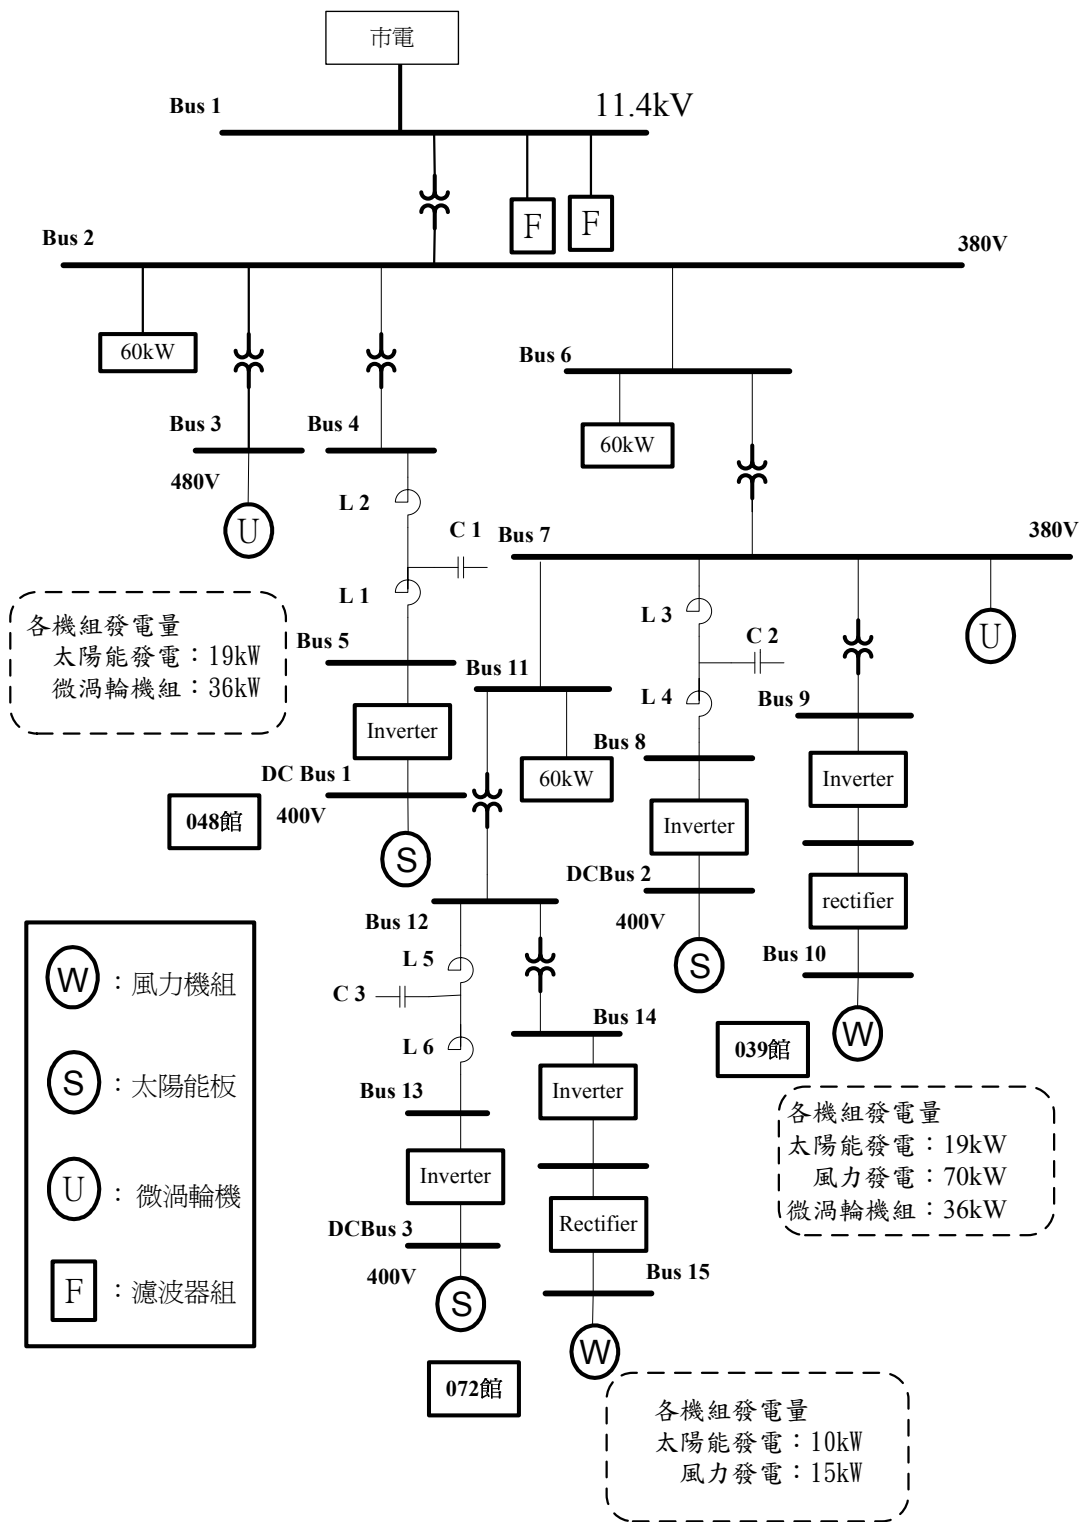 市電
Bus 1
11.4kV
F
F
Bus 2
380V
60kW
Bus 6
Bus 3
Bus 4
60kW
480V
L 2
U
C 1
Bus 7
380V
L 1
各機組發電量
太陽能發電：19kW
微渦輪機組：36kW
L 3
C 2
U
Bus 5
Bus 11
L 4
Bus 9
Inverter
Bus 8
DC Bus 1
60kW
Inverter
400V
048館
Inverter
S
DCBus 2
rectifier
Bus 12
400V
Bus 10
L 5
S
W
：風力機組
C 3
Bus 14
W
039館
L 6
S
：太陽能板
Bus 13
Inverter
各機組發電量
太陽能發電：19kW
風力發電：70kW
微渦輪機組：36kW
Inverter
U
：微渦輪機
DCBus 3
Rectifier
400V
Bus 15
F
：濾波器組
S
W
072館
各機組發電量
太陽能發電：10kW
風力發電：15kW